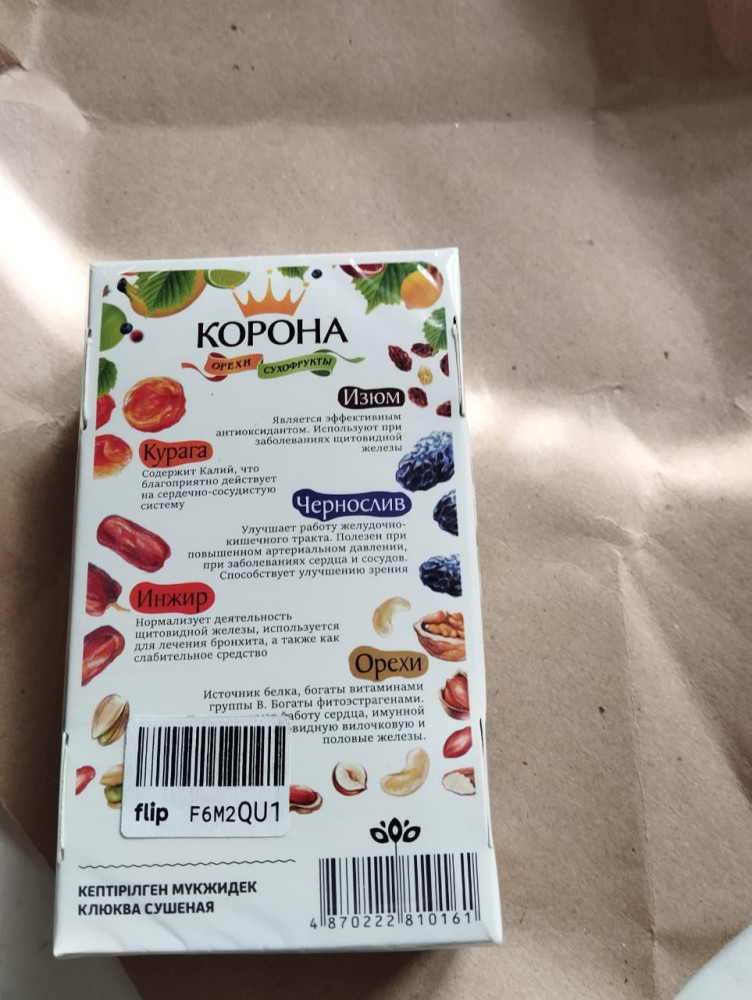 КОРОНА
ОРЕХИ СУХОФРУКТЫ
Изюм
Является эффективным
антиоксидантом. Используют при
заболеваниях щитовидной
железы
Курага
Содержит Калий, что
благоприятно действует
на сердечно-сосудистую
систему
Чернослив
Улучшает работу желудочно-
кишечного тракта. Полезен при
повышенном артериальном давлении,
при заболеваниях сердца и сосудов.
Способствует улучшению зрения
Инжир
Нормализует деятельность
щитовидной железы, используется
для лечения бронхита, а также как
слабительное средство
Орехи
Источник белка, богаты витаминами
группы В. Богаты фитоэстрагенами.
работу сердца, имунной
вилочковую и
половые железы.
flip F6M2QU1
КЕПТІРІЛГЕН МҮКЖИДЕК
КЛЮКВА СУШЕНАЯ
4 870222 810161